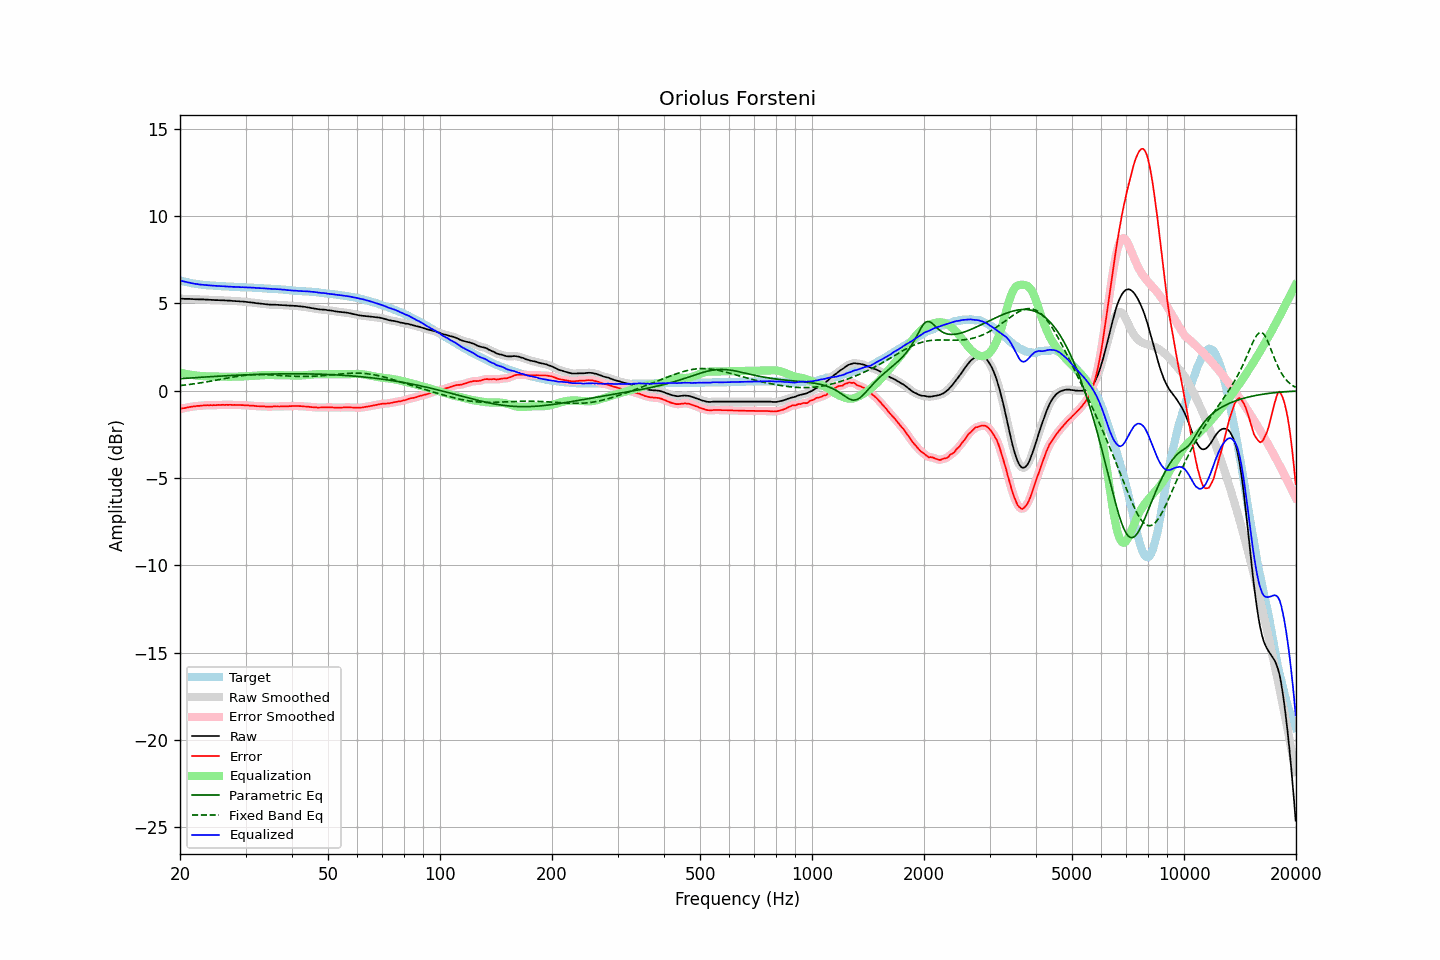 Oriolus Forsteni
15
10
5
0
−5
−10
−15
−20
−25
Amplitude (dBr)
Target
Raw Smoothed
Error Smoothed
Raw
Error
Equalization
Parametric Eq
Fixed Band Eq
Equalized
20 50 100 200 500 1000 2000 5000 10000 20000
Frequency (Hz)